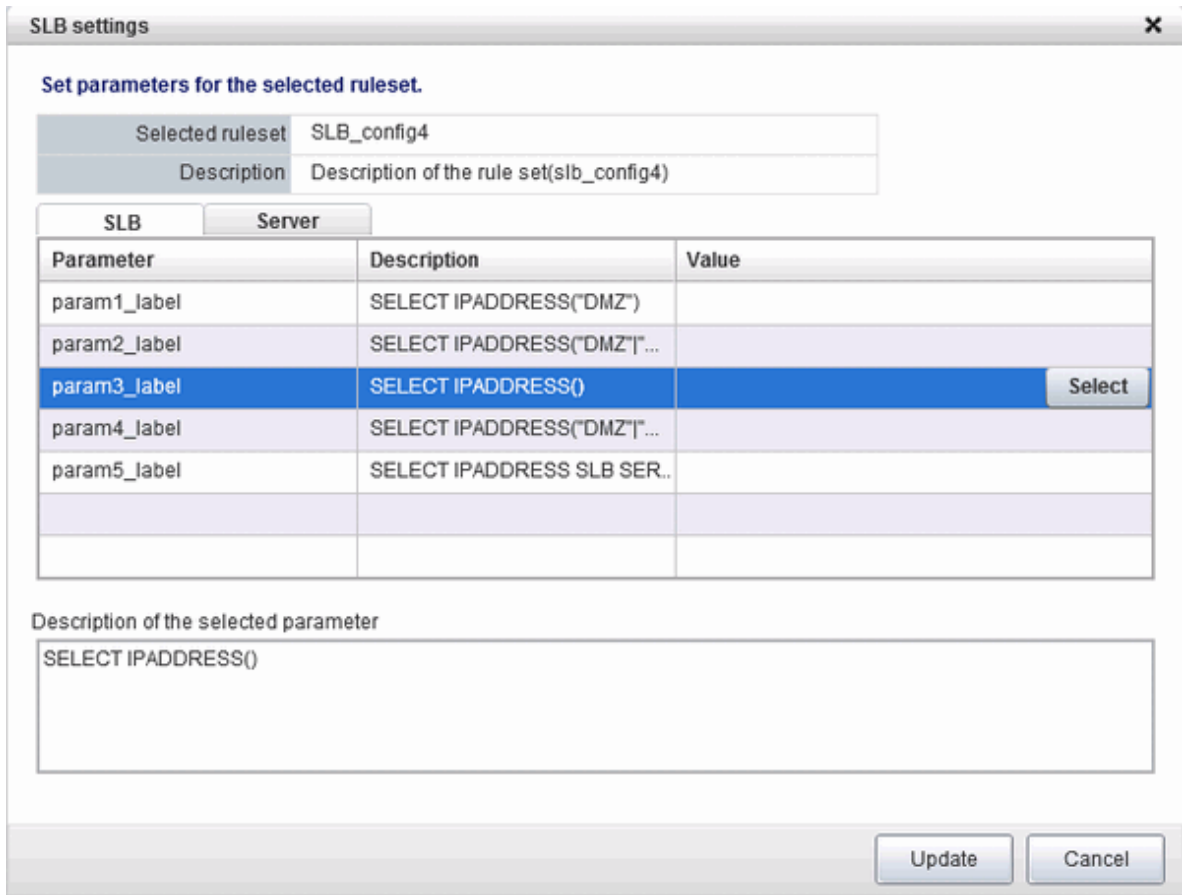 SLB settings
Set parameters for the selected ruleset.
Selected ruleset SLB_config4
Description Description of the rule set(slb_config4)
SLB Server
Parameter Description Value
param1_label SELECT IPADDRESS("DMZ")
param2_label SELECT IPADDRESS("DMZ"|"...
param3_label SELECT IPADDRESS() Select
param4_label SELECT IPADDRESS("DMZ"|"...
param5_label SELECT IPADDRESS SLB SER..
Description of the selected parameter
SELECT IPADDRESS()
Update Cancel